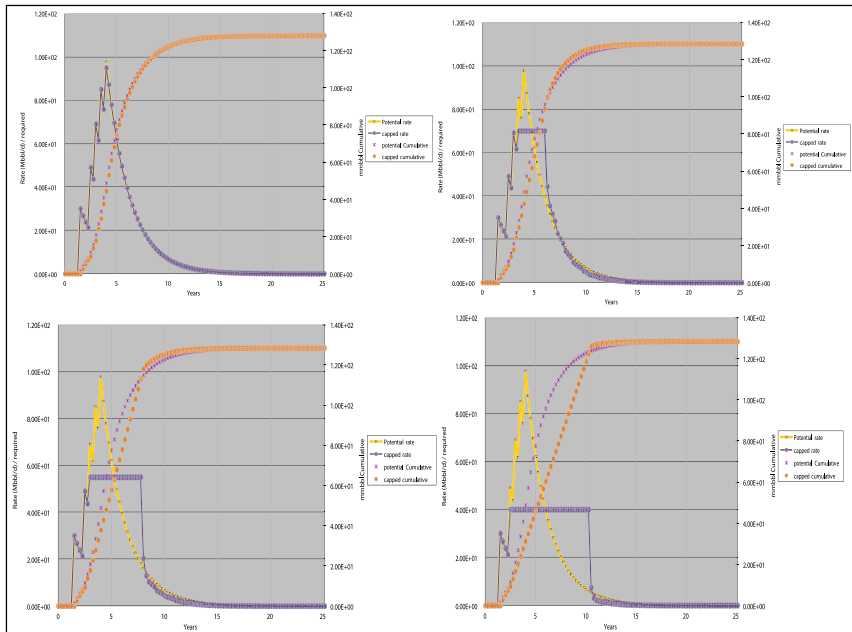 1.20E+02
1.00E+02
8.00E+01
6.00E+01
4.00E+01
2.00E+01
0.00E+00
Rate (Mbbl/d) / required
0 5 10 15 20 25
Years
1.40E+02
1.20E+02
1.00E+02
8.00E+01
6.00E+01
4.00E+01
2.00E+01
0.00E+00
mmbbl Cumulative
Potential rate
capped rate
potential Cumulative
capped cumulative
1.20E+02
1.00E+02
8.00E+01
6.00E+01
4.00E+01
2.00E+01
0.00E+00
Rate (Mbbl/cd) / required
0 5 10 15 20 25
Years
1.40E+02
1.20E+02
1.00E+02
8.00E+01
6.00E+01
4.00E+01
2.00E+01
0.00E+00
mmbbl Cumulative
Potential rate
capped rate
potential Cumulative
capped cumulative
1.20E+02
1.00E+02
8.00E+01
6.00E+01
4.00E+01
2.00E+01
0.00E+00
Rate (Mbbl/cd) / required
0 5 10 15 20 25
Years
1.40E+02
1.20E+02
1.00E+02
8.00E+01
6.00E+01
4.00E+01
2.00E+01
0.00E+00
mmbbl Cumulative
Potential rate
capped rate
potential Cumulative
capped cumulative
1.20E+02
1.00E+02
8.00E+01
6.00E+01
4.00E+01
2.00E+01
0.00E+00
Rate (Mbbl/cd) / required
0 5 10 15 20 25
Years
1.40E+02
1.20E+02
1.00E+02
8.00E+01
6.00E+01
4.00E+01
2.00E+01
0.00E+00
mmbbl Cumulative
Potential rate
capped rate
potential Cumulative
capped cumulative